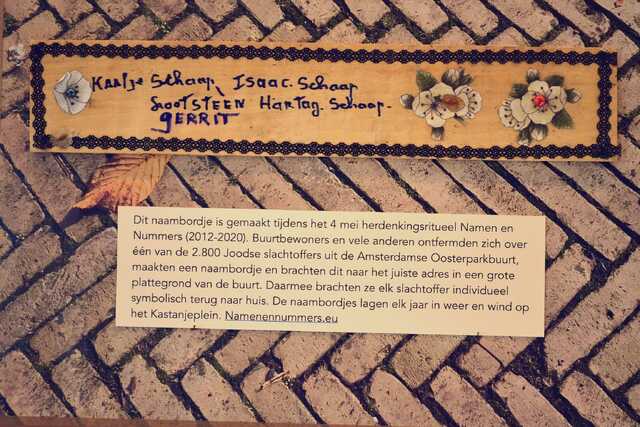 Kaatje Schaap, Isaac. Schaap
Grootsteen Hartag. Schaap.
GERRIT
Dit naambordje is gemaakt tijdens het 4 mei herdenkingsritueel Namen en
Nummers (2012-2020). Buurtbewoners en vele anderen ontfermden zich over
één van de 2.800 Joodse slachtoffers uit de Amsterdamse Oosterparkbuurt,
maakten een naambordje en brachten dit naar het juiste adres in een grote
plattegrond van de buurt. Daarmee brachten ze elk slachtoffer individueel
symbolisch terug naar huis. De naambordjes lagen elk jaar in weer en wind op
het Kastanjeplein. Namenennummers.eu